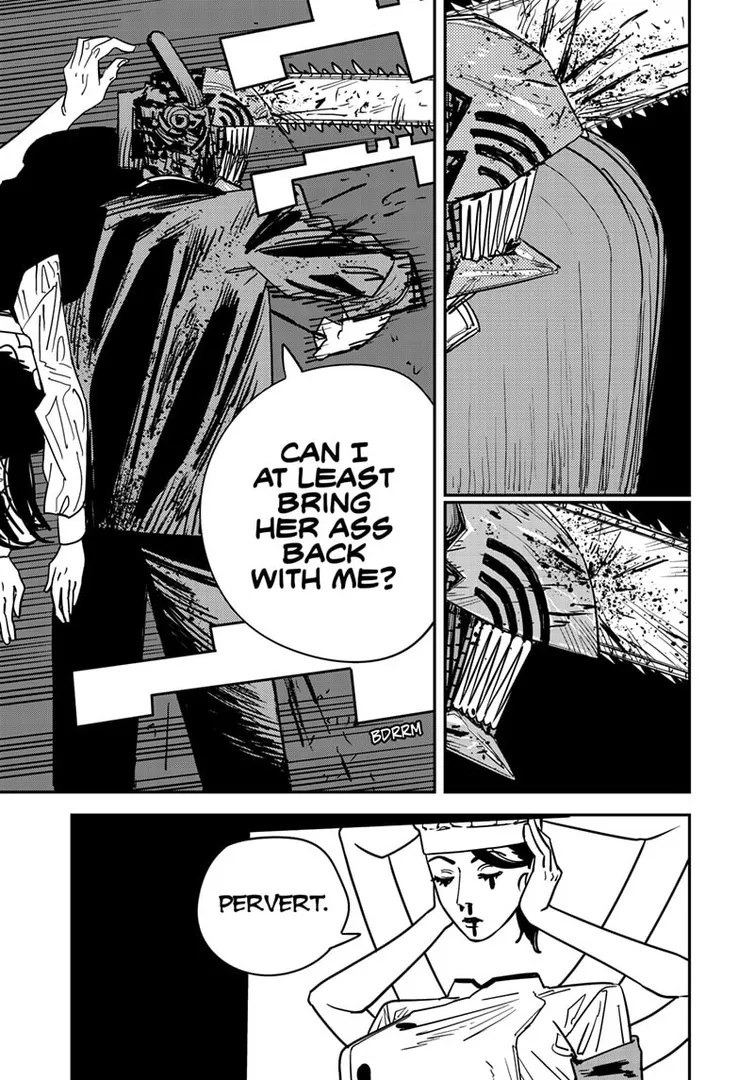 CAN I
AT LEAST
BRING
HER ASS
BACK
WITH ME?
BDRRM
PERVERT.